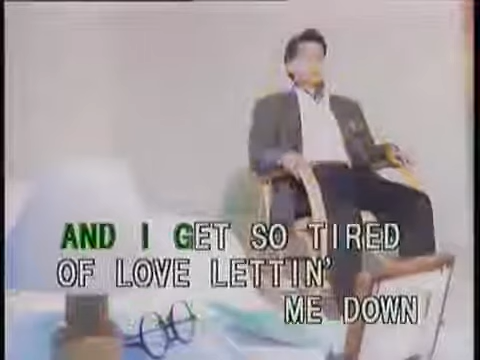 AND I GET SO TIRED
OF LOVE LETTIN'
ME DOWN